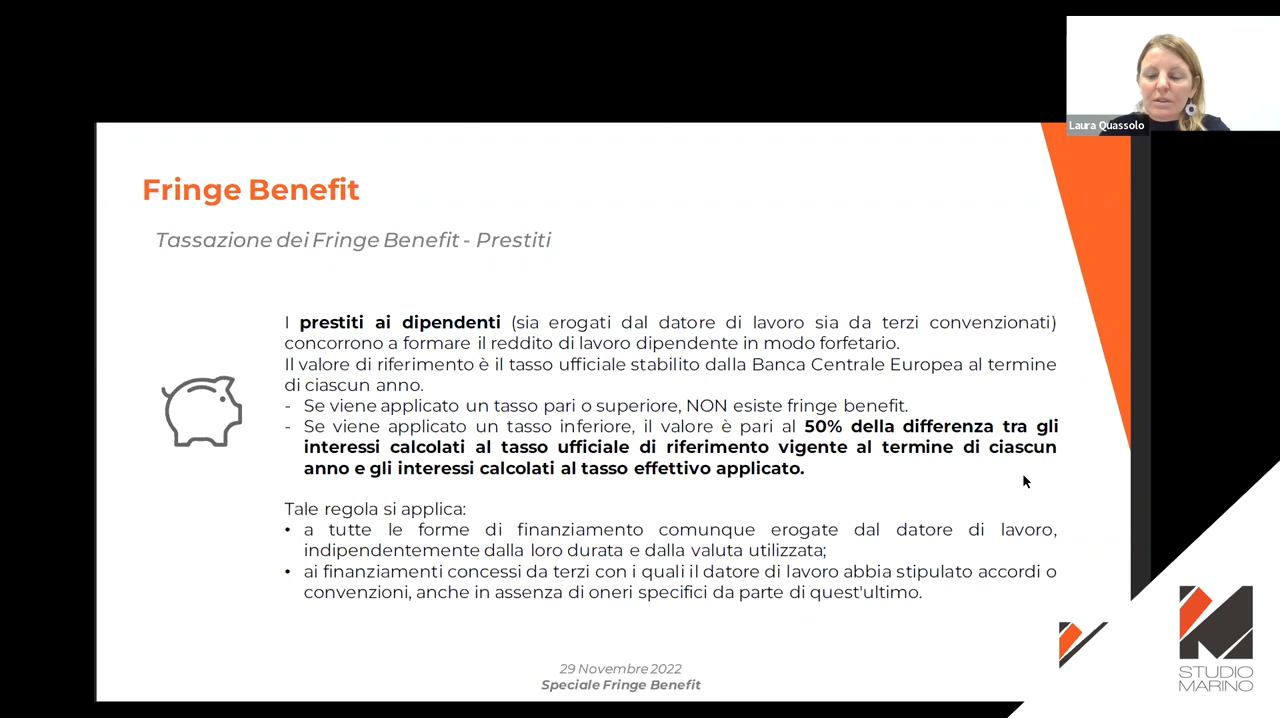 Laura Quassolo
Fringe Benefit
Tassazione dei Fringe Benefit - Prestiti
I prestiti ai dipendenti (sia erogati dal datore di lavoro sia da terzi convenzionati)
concorrono a formare il reddito di lavoro dipendente in modo forfetario.
Il valore di riferimento è il tasso ufficiale stabilito dalla Banca Centrale Europea al termine
di ciascun anno.
- Se viene applicato un tasso pari o superiore, NON esiste fringe benefit.
- Se viene applicato un tasso inferiore, il valore è pari al 50% della differenza tra gli
interessi calcolati al tasso ufficiale di riferimento vigente al termine di ciascun
anno e gli interessi calcolati al tasso effettivo applicato.
Tale regola si applica:
• a tutte le forme di finanziamento comunque erogate dal datore di lavoro,
indipendentemente dalla loro durata e dalla valuta utilizzata;
• ai finanziamenti concessi da terzi con i quali il datore di lavoro abbia stipulato accordi o
convenzioni, anche in assenza di oneri specifici da parte di quest'ultimo.
29 Novembre 2022
Speciale Fringe Benefit
STUDIO
MARINO